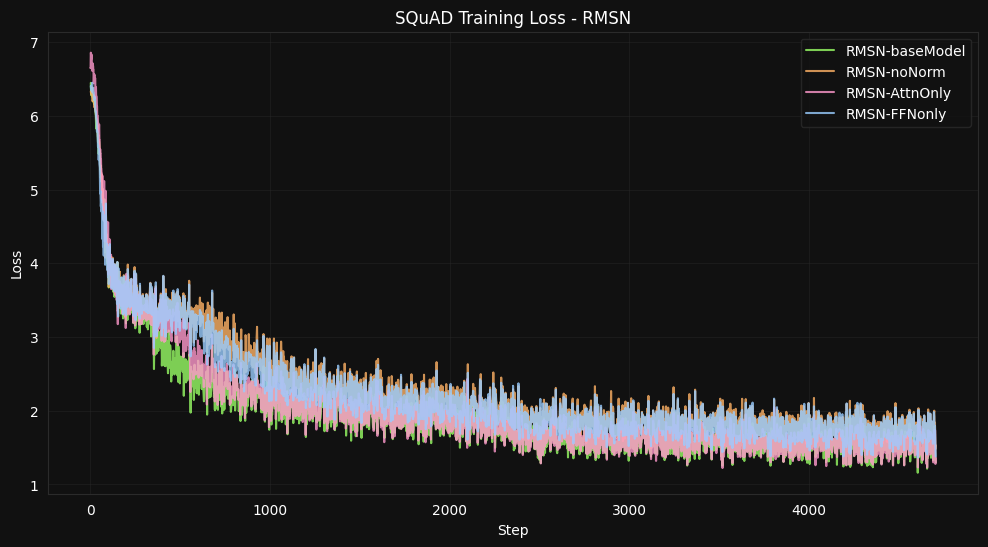 SQuAD Training Loss - RMSN
RMSN-baseModel
RMSN-noNorm
RMSN-AttnOnly
RMSN-FFNonly
7
6
5
4
3
2
1
Loss
0 1000 2000 3000 4000
Step